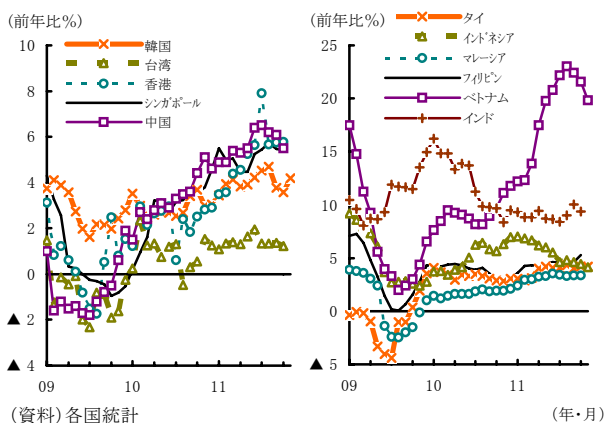 (前年比%)
10
8
6
4
2
0
▲ 2
▲ 4
韓国
台湾
香港
シンガポール
中国
09 10 11
(前年比%)
25
20
15
10
5
0
▲ 5
タイ
インドネシア
マレーシア
フィリピン
ベトナム
インド
09 10 11
(資料)各国統計
(年・月)